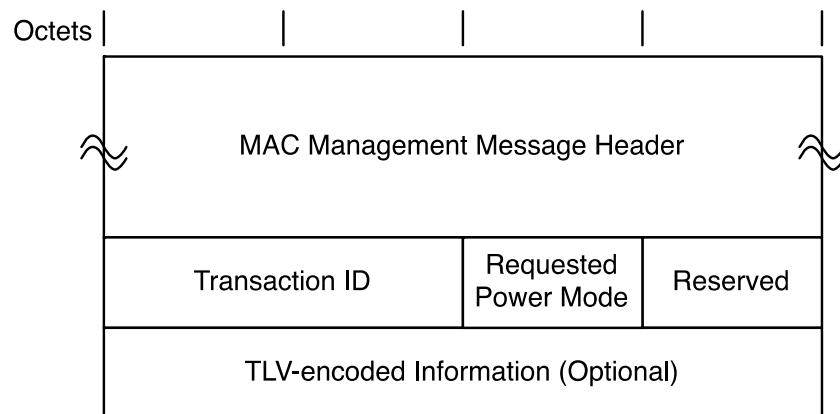 Octets
MAC Management Message Header
Transaction ID
Requested
Power Mode
Reserved
TLV-encoded Information (Optional)